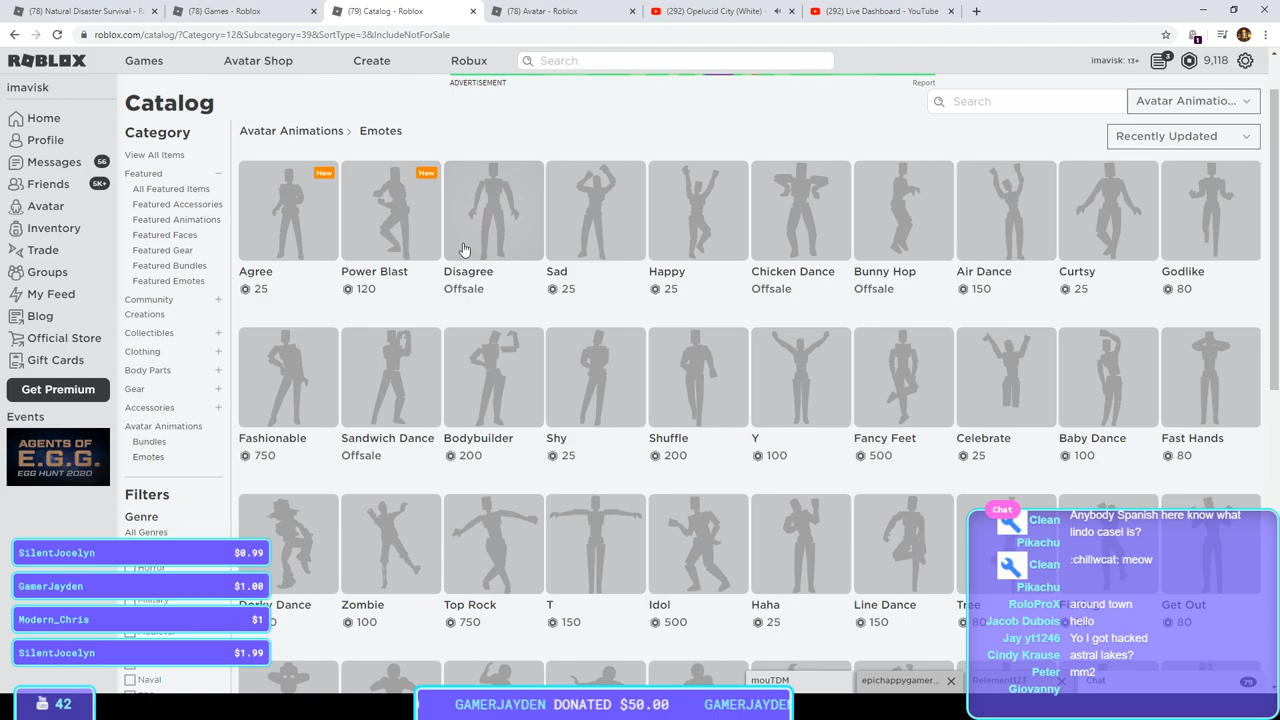 (78) Natural Disaster Survival - R
(78) Games - Roblox
(79) Catalog - Roblox
(78) Avatar - Roblox
(292) Opelucid City (White) -
(292) Live Dashboard - YouTube
roblox.com/catalog/?Category=12&Subcategory=39&SortType=3&IncludeNotForSale
ROBLOX
Games
Avatar Shop
Create
Robux
Search
imavisk: 13+
9,118
ADVERTISEMENT
Report
imavisk
Home
Profile
Messages
56
Friends
5K+
Avatar
Inventory
Trade
Groups
My Feed
Blog
Official Store
Gift Cards
Get Premium
Events
AGENTS OF
E.G.G.
EGG HUNT 2020
Catalog
Search
Avatar Animatio...
Category
View All Items
Featured
All Featured Items
Featured Accessories
Featured Animations
Featured Faces
Featured Gear
Featured Bundles
Featured Emotes
Community
Creations
Collectibles
Clothing
Body Parts
Gear
Accessories
Avatar Animations
Bundles
Emotes
Filters
Genre
All Genres
Naval
Avatar Animations > Emotes
Recently Updated
New
New
Agree
25
Power Blast
120
Disagree
Offsale
Sad
25
Happy
25
Chicken Dance
Offsale
Bunny Hop
Offsale
Air Dance
150
Curtsy
25
Godlike
80
Fashionable
750
Sandwich Dance
Offsale
Bodybuilder
200
Shy
25
Shuffle
200
Y
100
Fancy Feet
500
Celebrate
25
Baby Dance
100
Fast Hands
80
Dorky Dance
Zombie
100
Top Rock
750
T
150
Idol
500
Haha
25
Line Dance
150
Tree
Get Out
80
SilentJocelyn $0.99
GamerJayden $1.00
Modern_Chris $1
SilentJocelyn $1.99
42
GAMERJAYDEN DONATED $50.00
GAMERJAYDE
mouTDM
epichappygamer...
Relement123
Chat
79
Chat
Clean Pikachu
Anybody Spanish here know what
lindo casel is?
Clean Pikachu
:chillwcat: meow
RoloProX around town
Jacob Dubois hello
Jay yt1246 Yo I got hacked
Cindy Krause astral lakes?
Peter Giovanny mm2